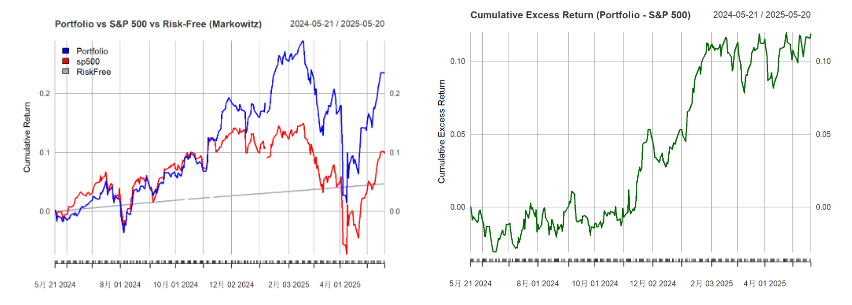 Portfolio vs S&P 500 vs Risk-Free (Markowitz) 2024-05-21 / 2025-05-20
Portfolio
sp500
RiskFree
Cumulative Return
0.2 0.2
0.1 0.1
0.0 0.0
5月 21 2024 8月 01 2024 10月 01 2024 12月 02 2024 2月 03 2025 4月 01 2025
Cumulative Excess Return (Portfolio - S&P 500) 2024-05-21 / 2025-05-20
Cumulative Excess Return
0.10 0.10
0.05 0.05
0.00 0.00
5月 21 2024 8月 01 2024 10月 01 2024 12月 02 2024 2月 03 2025 4月 01 2025